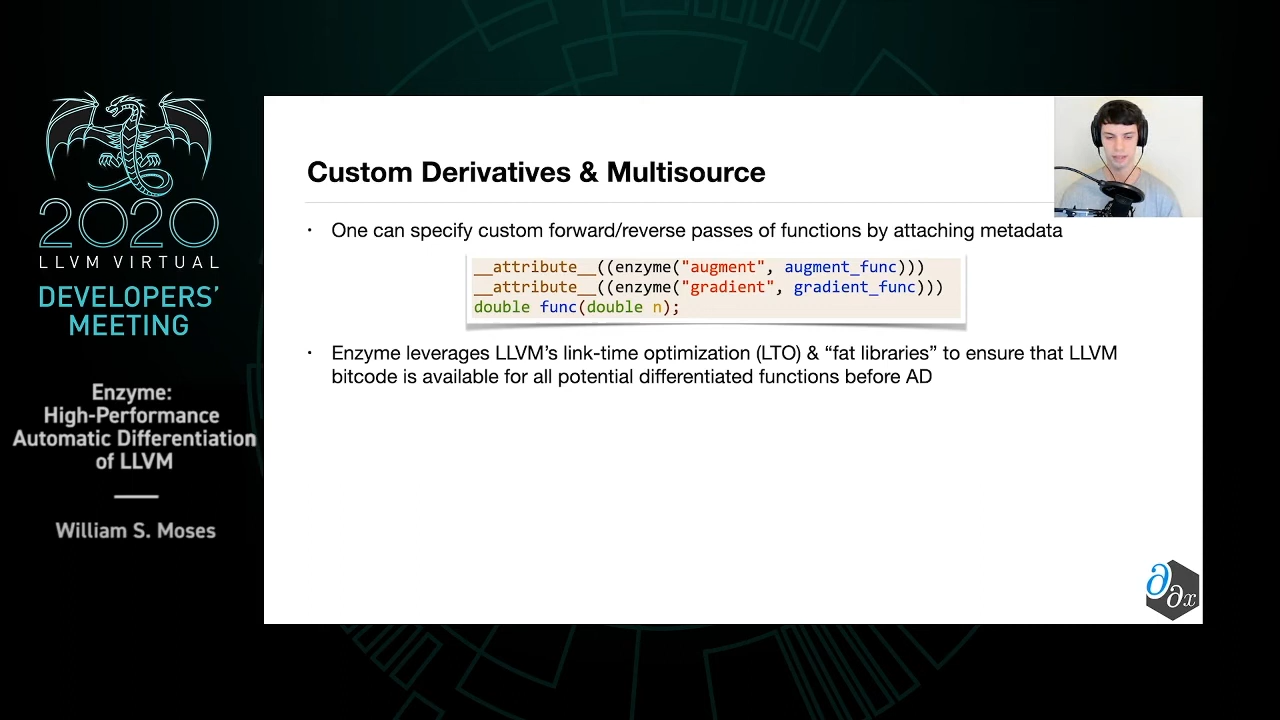 2020
LLVM VIRTUAL
DEVELOPERS’
MEETING
Enzyme:
High-Performance
Automatic Differentiation
of LLVM
William S. Moses
Custom Derivatives & Multisource
• One can specify custom forward/reverse passes of functions by attaching metadata
__attribute__((enzyme("augment", augment_func)))
__attribute__((enzyme("gradient", gradient_func)))
double func(double n);
• Enzyme leverages LLVM’s link-time optimization (LTO) & “fat libraries” to ensure that LLVM
bitcode is available for all potential differentiated functions before AD
∂
∂x